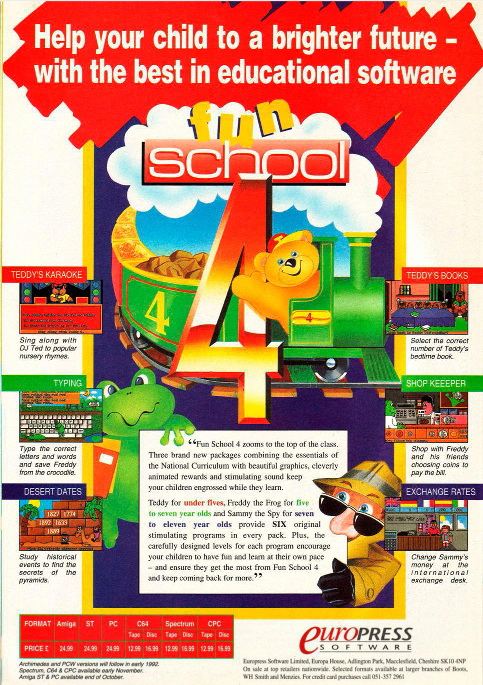 Help your child to a brighter future –
with the best in educational software
fun
school
4
4
4
TEDDY'S KARAOKE
Sing along with
DJ Ted to popular
nursery rhymes.
TYPING
Type the correct
letters and words
and save Freddy
from the crocodile.
DESERT DATES
1827 1774
1892 1633
1889
Study historical
events to find the
secrets of the
pyramids.
TEDDY'S BOOKS
Select the correct
number of Teddy's
bedtime book.
SHOP KEEEPER
Shop with Freddy
and his friends
choosing coins to
pay the bill.
EXCHANGE RATES
Change Sammy's
money at the
international
exchange desk.
“Fun School 4 zooms to the top of the class.
Three brand new packages combining the essentials of
the National Curriculum with beautiful graphics, cleverly
animated rewards and stimulating sound keep
your children engrossed while they learn.
Teddy for under fives, Freddy the Frog for five
to seven year olds and Sammy the Spy for seven
to eleven year olds provide SIX original
stimulating programs in every pack. Plus, the
carefully designed levels for each program encourage
your children to have fun and learn at their own pace
– and ensure they get the most from Fun School 4
and keep coming back for more.”
FORMAT Amiga ST PC C64 Spectrum CPC
Tape Disc Tape Disc Tape Disc
PRICE £ 24.99 24.99 24.99 12.99 16.99 12.99 16.99 12.99 16.99
Archimedes and PCW versions will follow in early 1992.
Spectrum, C64 & CPC available early November.
Amiga ST & PC available end of October.
europress
SOFTWARE
Europress Software Limited, Europa House, Adlington Park, Macclesfield, Cheshire SK10 4NP
On sale at top retailers nationwide. Selected formats available at larger branches of Boots,
WH Smith and Menzies. For credit card purchases call 051-357 2961